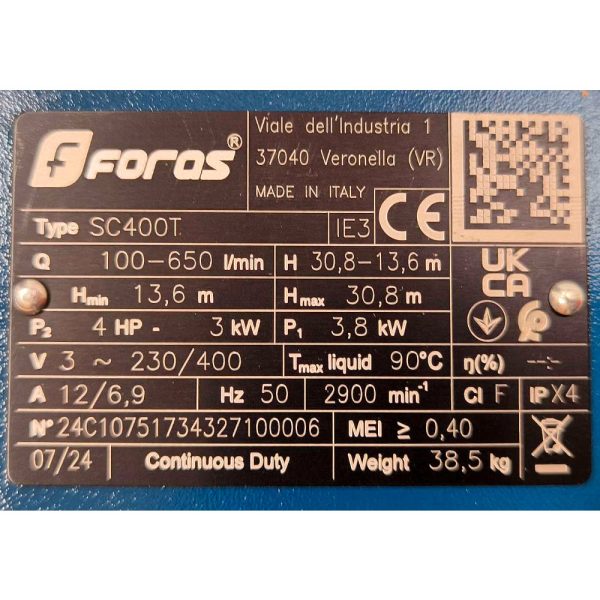 foras®
Viale dell'Industria 1
37040 Veronella (VR)
MADE IN ITALY
Type SC400T IE3 CE
Q 100-650 l/min H 30,8-13,6 m
UK
CA
Hmin 13,6 m Hmax 30,8 m
P2 4 HP - 3 kW P1 3,8 kW
V 3 ~ 230/400 Tmax liquid 90°C η(%) --:-
A 12/6,9 Hz 50 2900 min⁻¹ Cl F IP X4
N° 24C10751734327100006 MEI ≥ 0,40
07/24 Continuous Duty Weight 38,5 kg